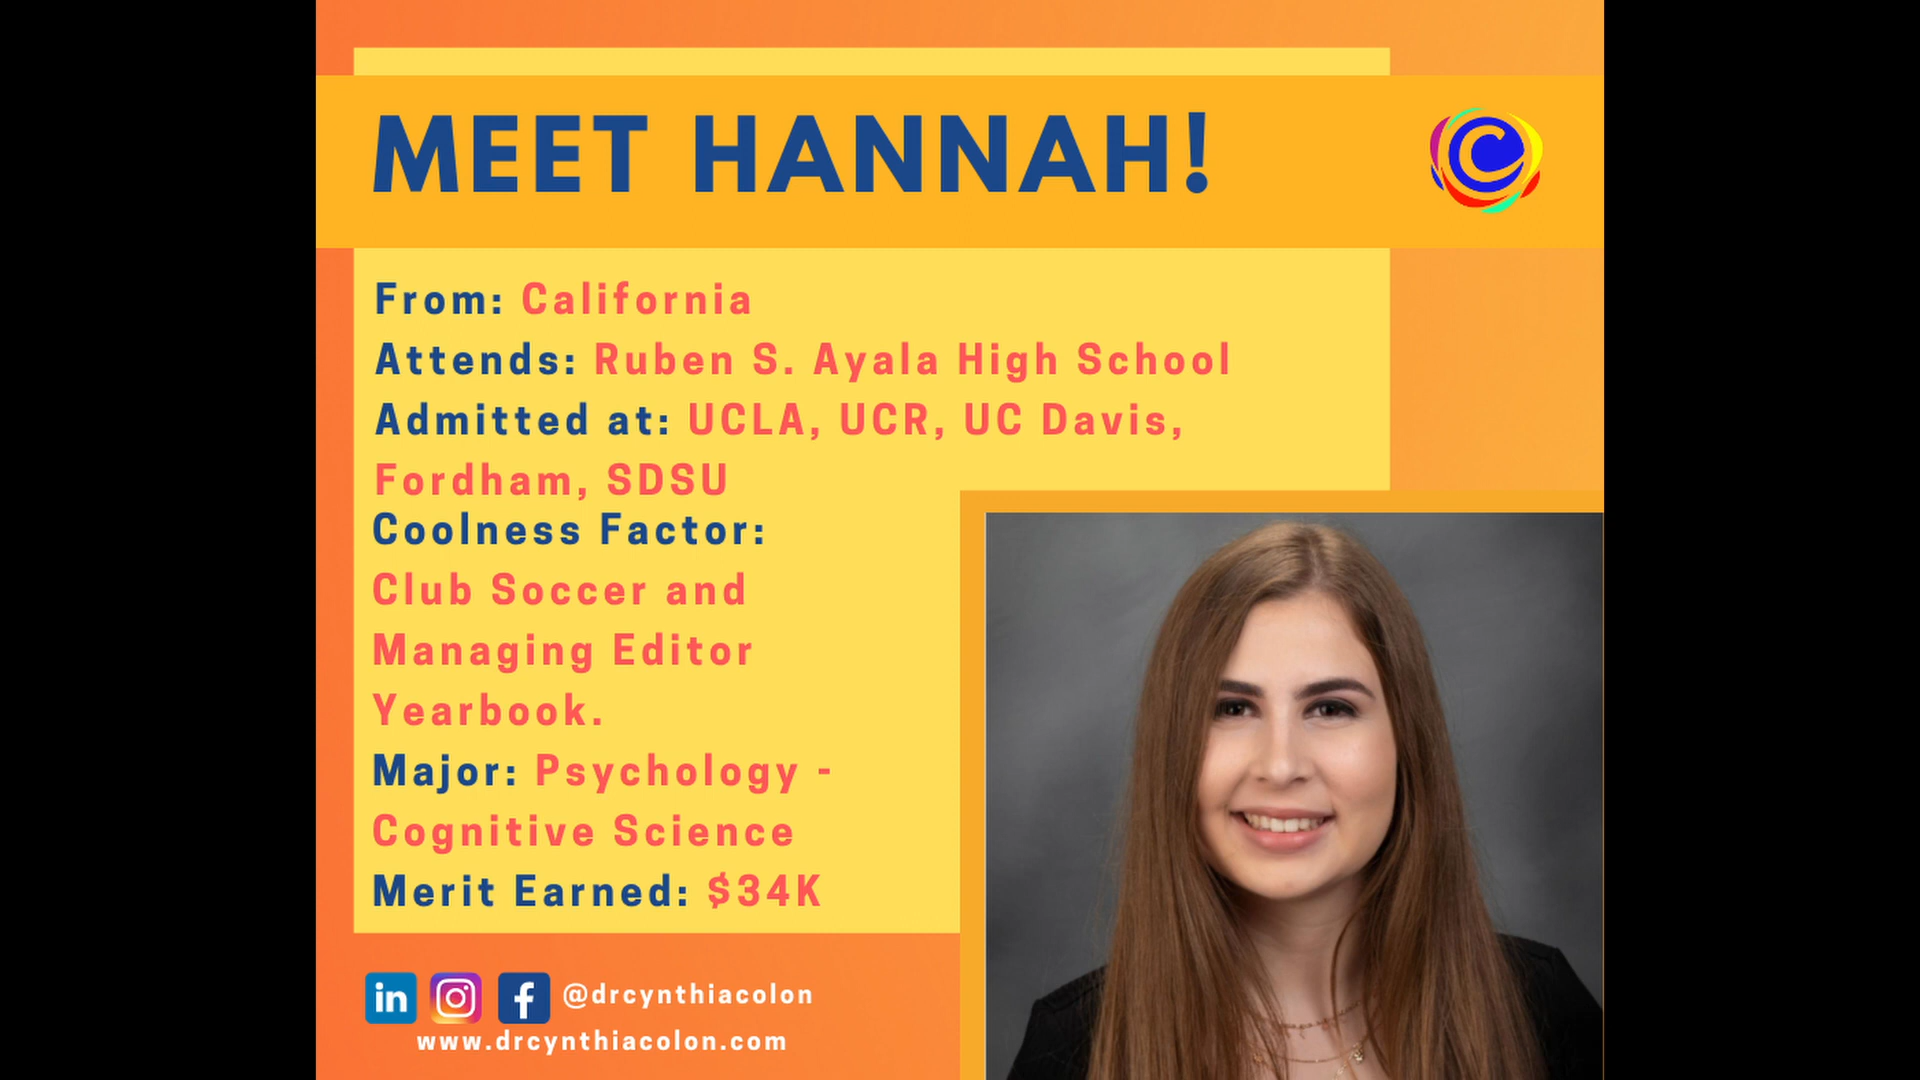 MEET HANNAH!
From: California
Attends: Ruben S. Ayala High School
Admitted at: UCLA, UCR, UC Davis,
Fordham, SDSU
Coolness Factor:
Club Soccer and
Managing Editor
Yearbook.
Major: Psychology -
Cognitive Science
Merit Earned: $34K
@drcynthiacolon
www.drcynthiacolon.com